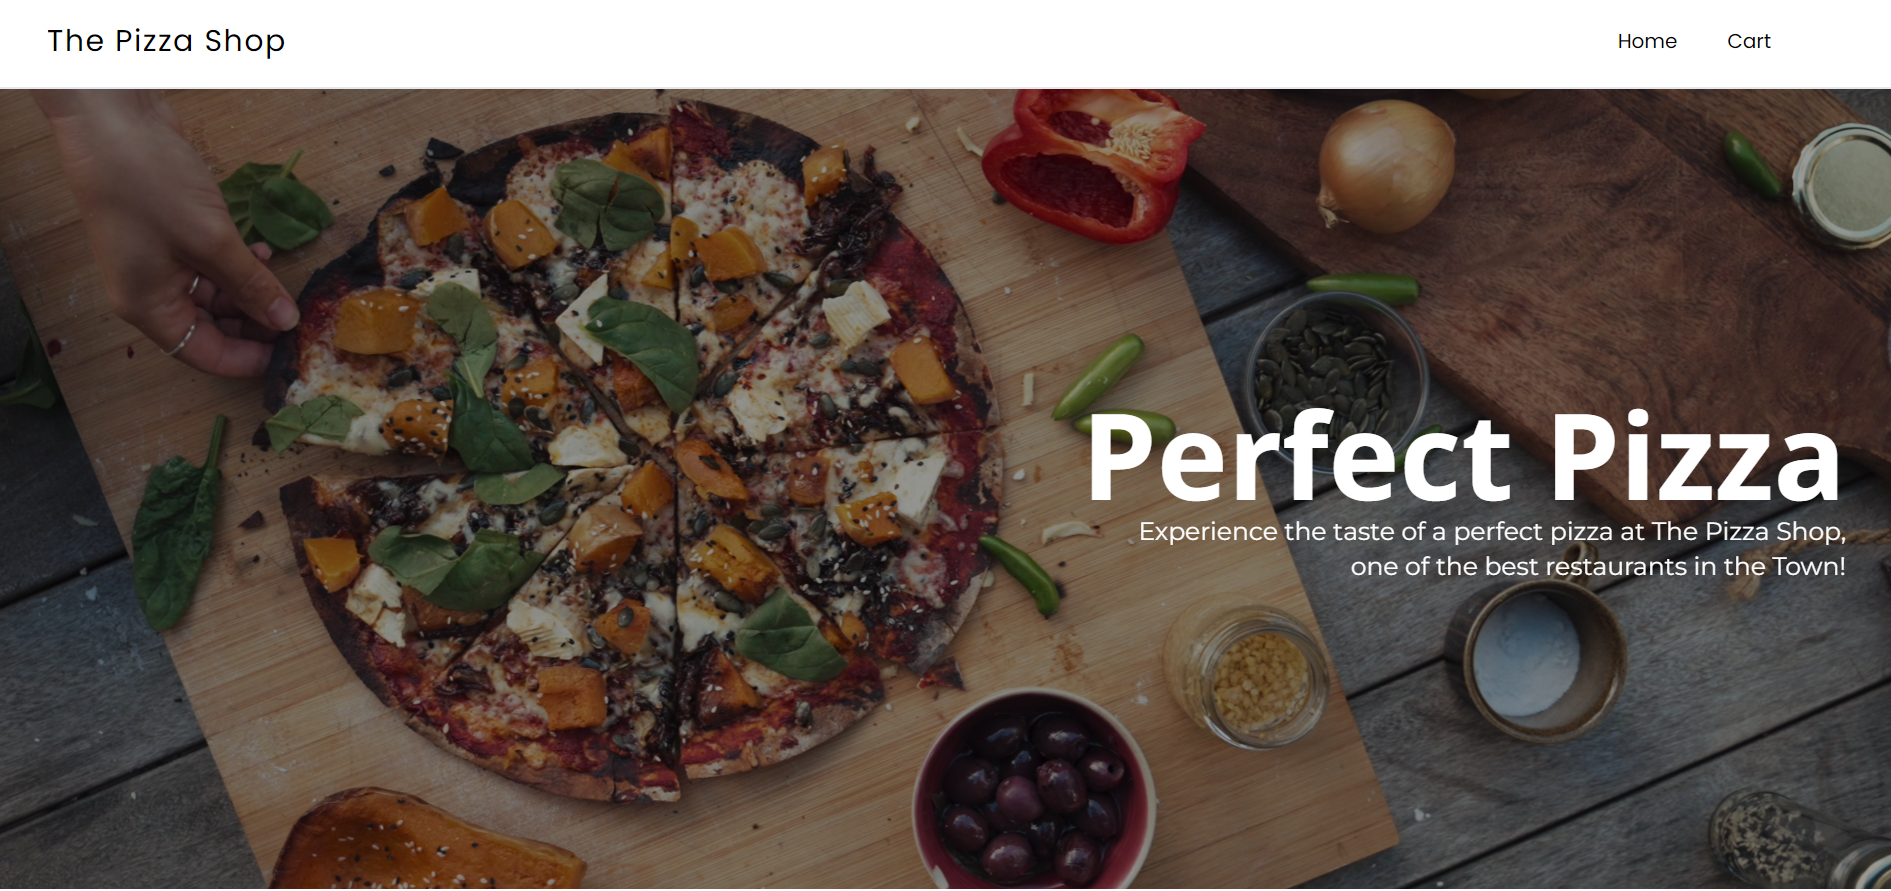 The Pizza Shop
Home
Cart
Perfect Pizza
Experience the taste of a perfect pizza at The Pizza Shop,
one of the best restaurants in the Town!